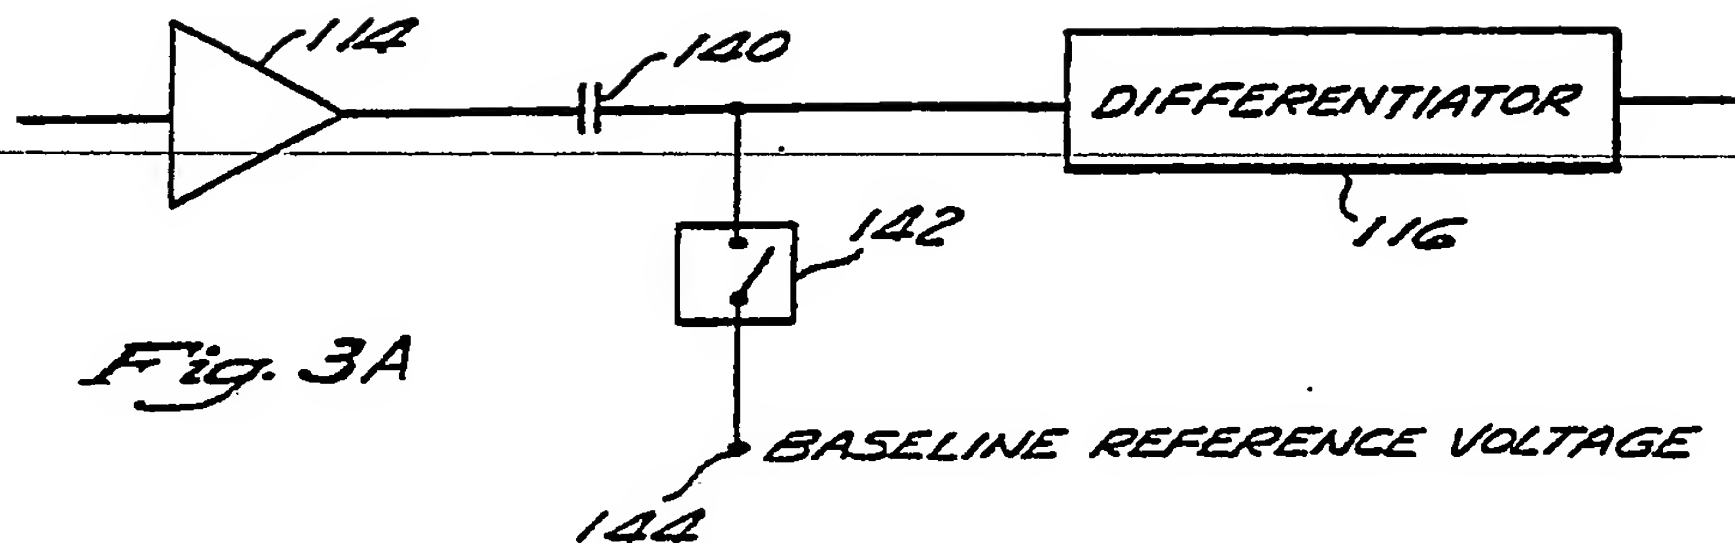 114
140
DIFFERENTIATOR
142
116
Fig. 3A
BASELINE REFERENCE VOLTAGE
144